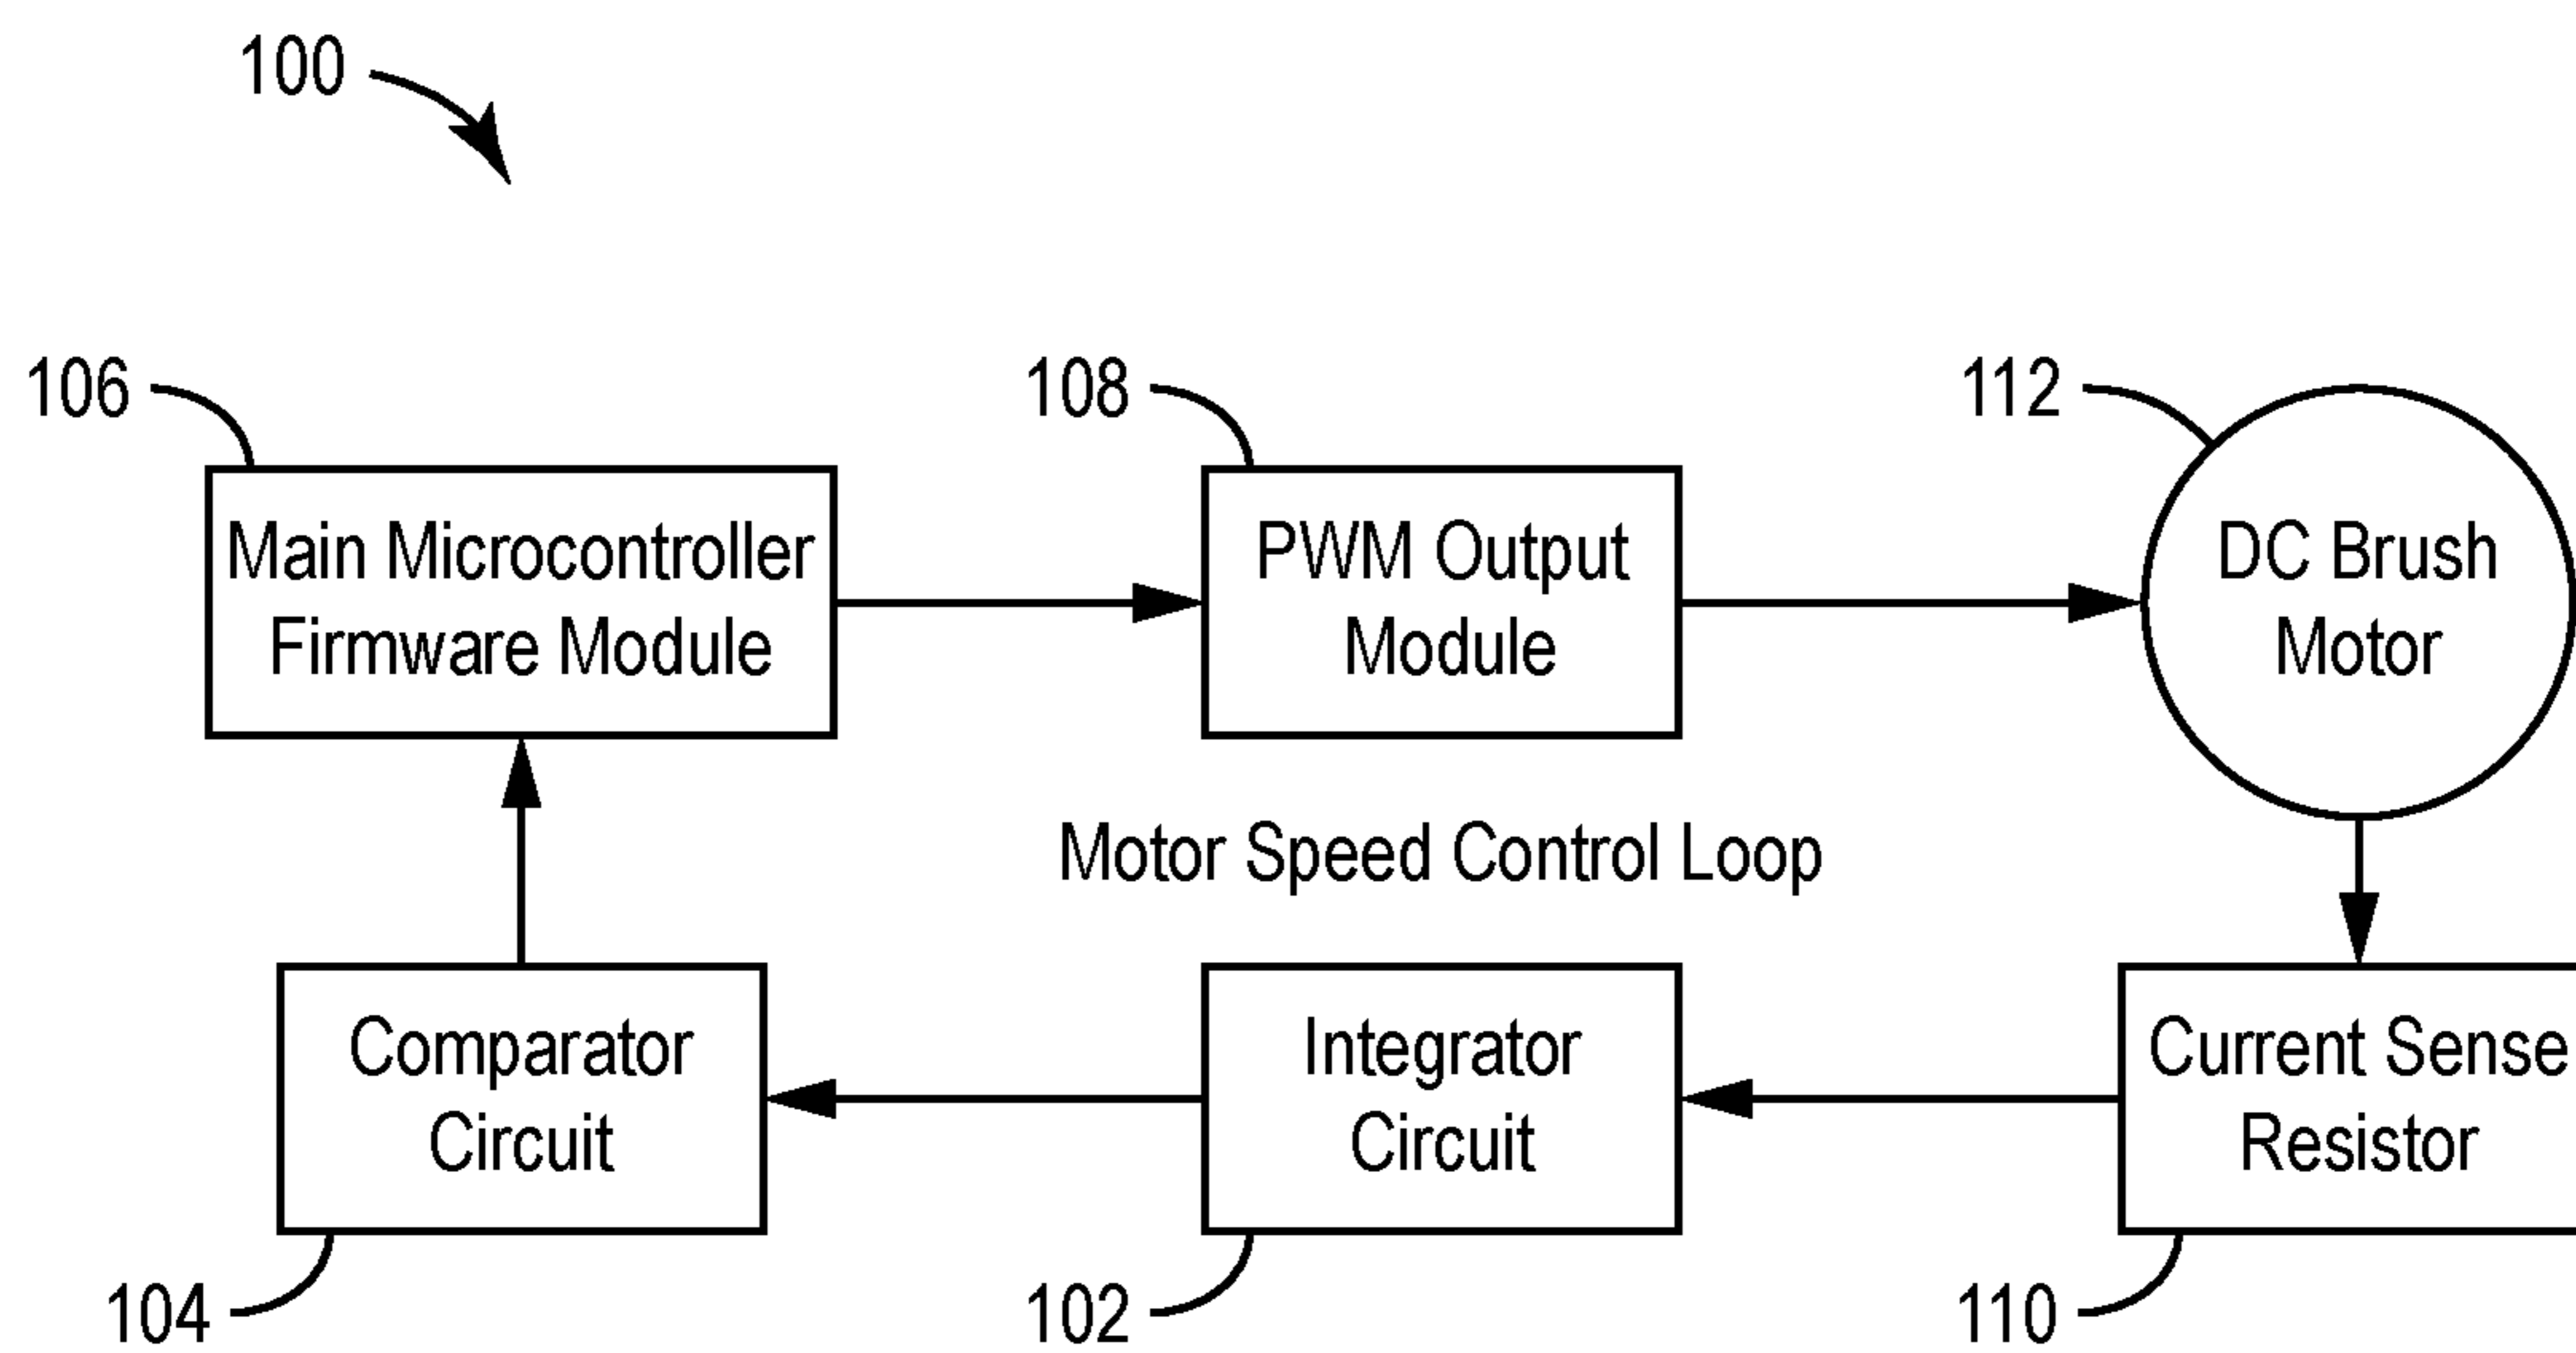 100
106
108
112
Main Microcontroller
Firmware Module
PWM Output
Module
DC Brush
Motor
Motor Speed Control Loop
Comparator
Circuit
Integrator
Circuit
Current Sense
Resistor
104
102
110